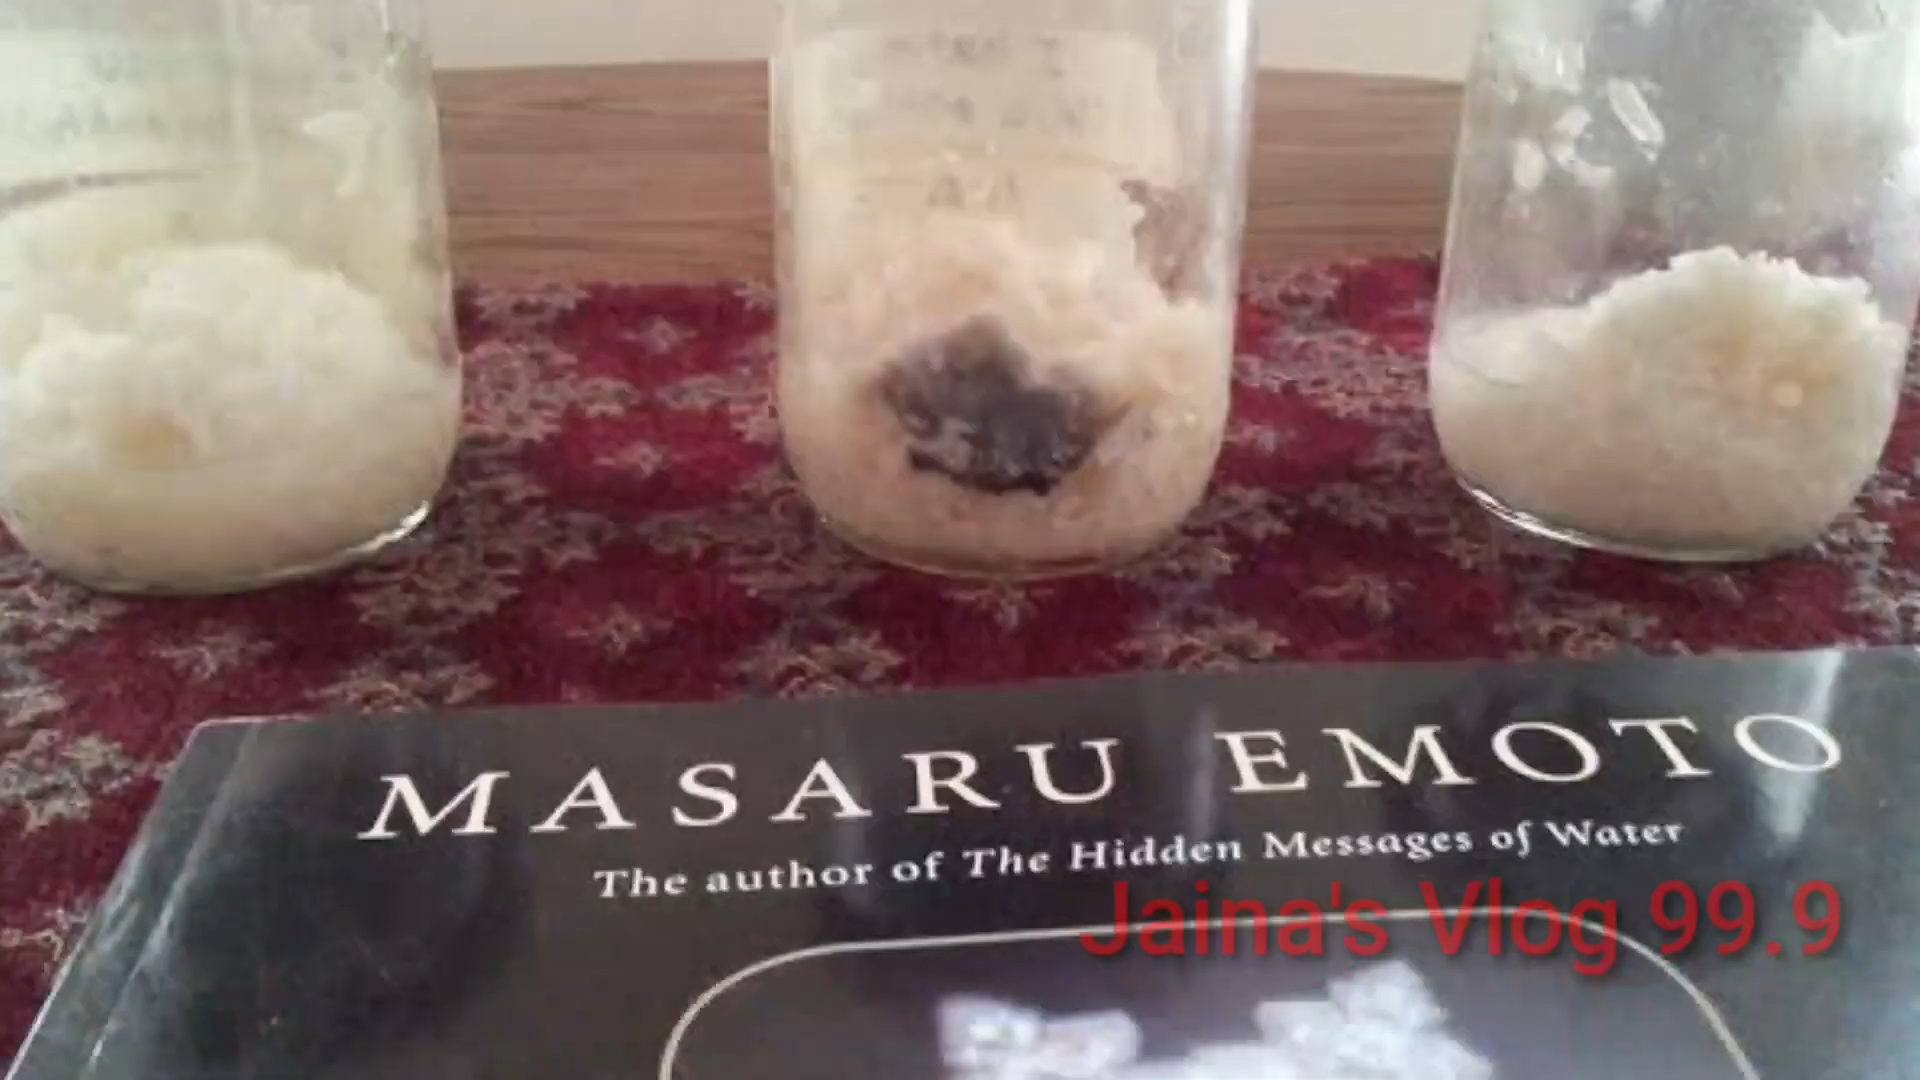 MASARU EMOTO
The author of The Hidden Messages of Water
Jaina's Vlog 99.9